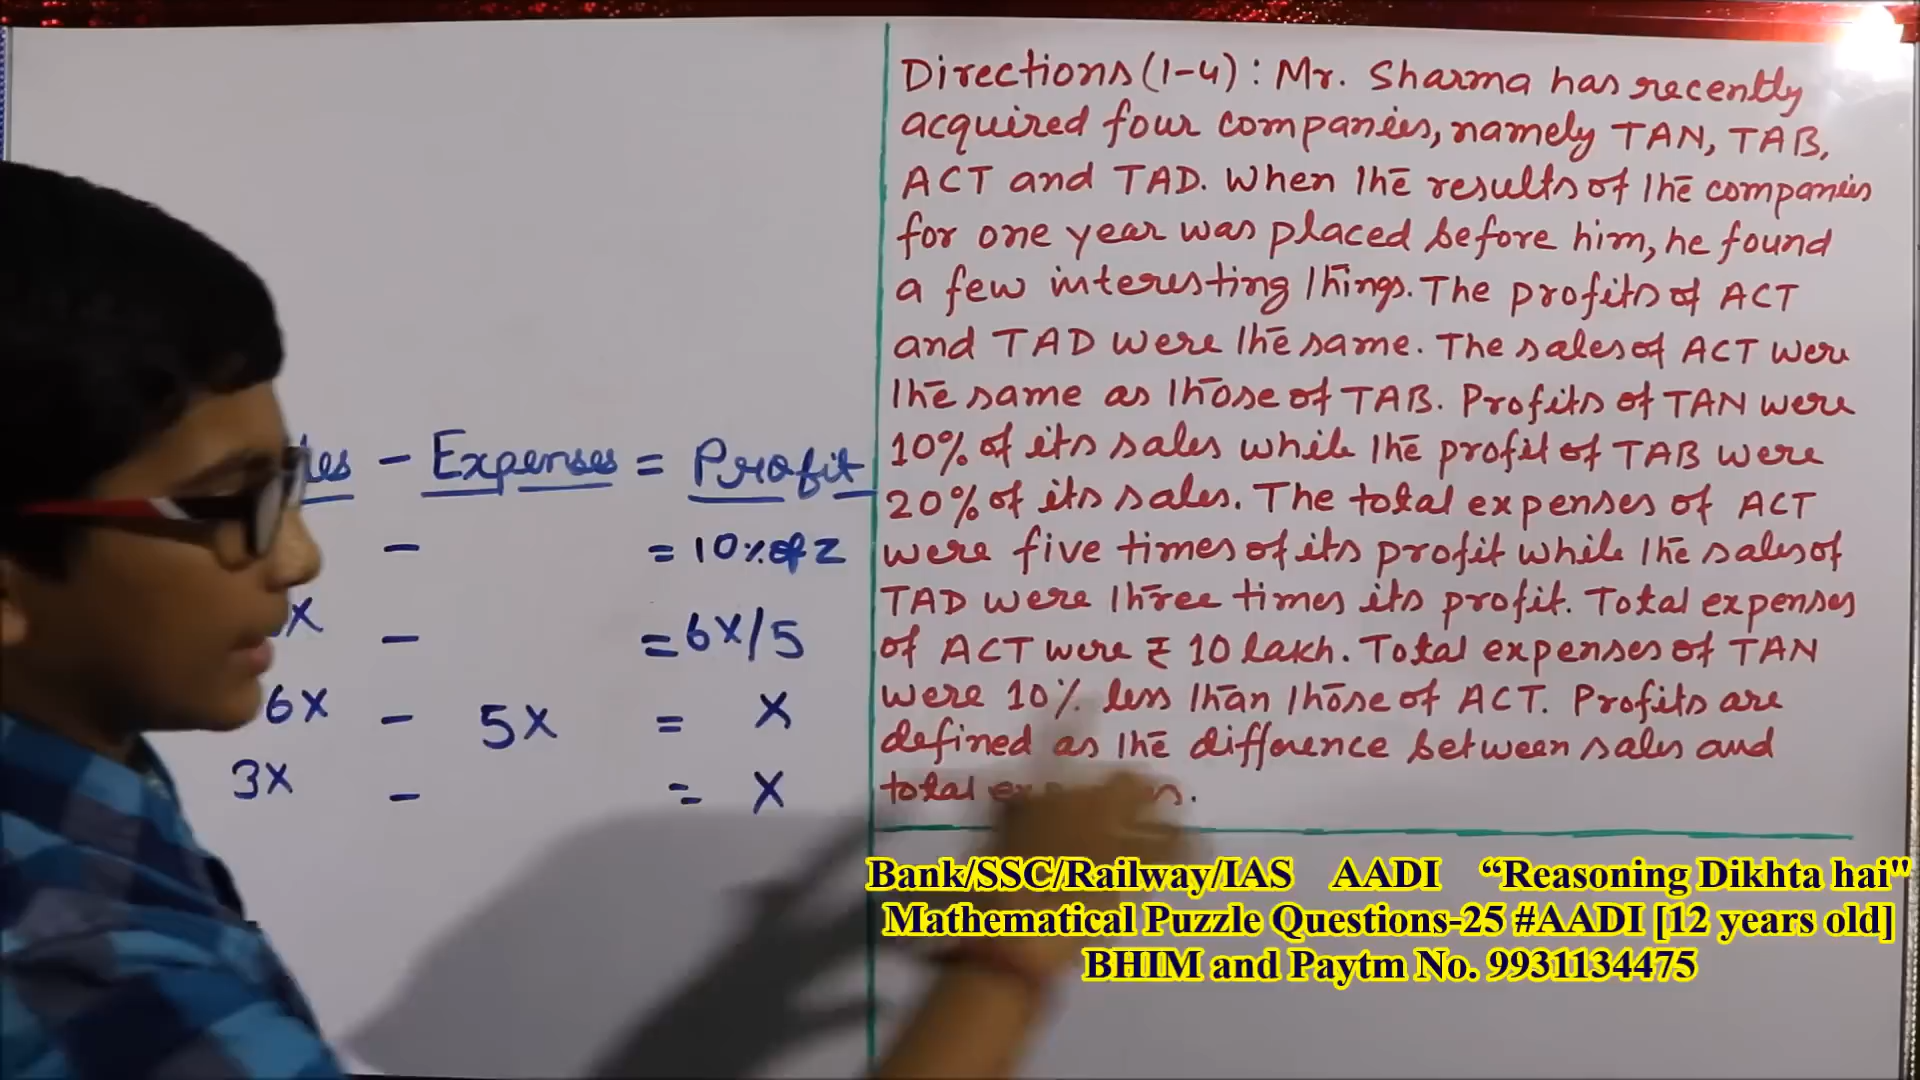 Directions (1-4): Mr. Sharma has recently
acquired four companies, namely TAN, TAB,
ACT and TAD. When the results of the companies
for one year was placed before him, he found
a few interesting things. The profits of ACT
and TAD were the same. The sales of ACT were
the same as those of TAB. Profits of TAN were
10% of its sales while the profit of TAB were
20% of its sales. The total expenses of ACT
were five times of its profit while the sales of
TAD were three times its profit. Total expenses
of ACT were ₹ 10 lakh. Total expenses of TAN
were 10% less than those of ACT. Profits are
defined as the difference between sales and
total
- Expenses = Profit
- = 10% of Z
X - = 6X/5
6X - 5X = X
3X - = X
Bank/SSC/Railway/IAS AADI “Reasoning Dikhta hai"
Mathematical Puzzle Questions-25 #AADI [12 years old]
BHIM and Paytm No. 9931134475